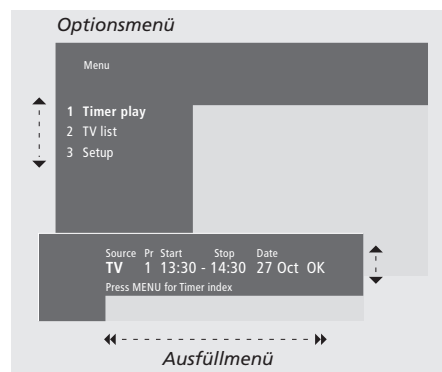 Optionsmenü
Menu
1 Timer play
2 TV list
3 Setup
Source Pr Start Stop Date
TV 1 13:30 - 14:30 27 Oct OK
Press MENU for Timer index
Ausfüllmenü